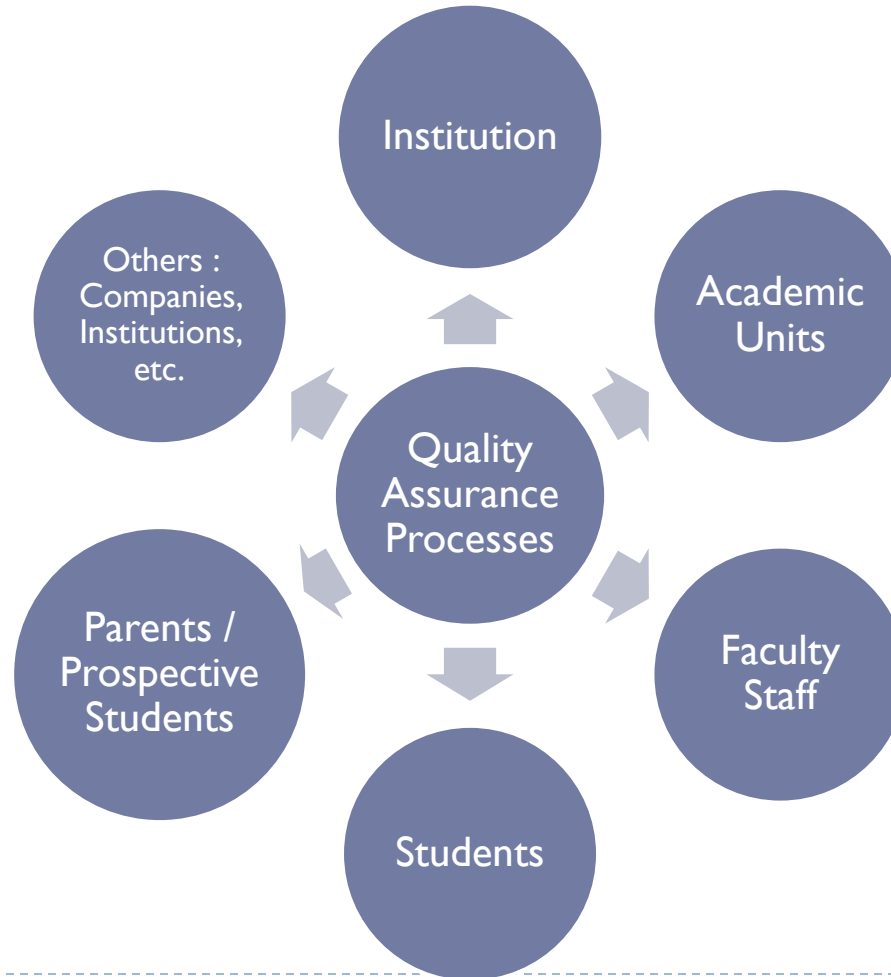 Institution
Others :
Companies,
Institutions,
etc.
Academic
Units
Quality
Assurance
Processes
Parents /
Prospective
Students
Faculty
Staff
Students